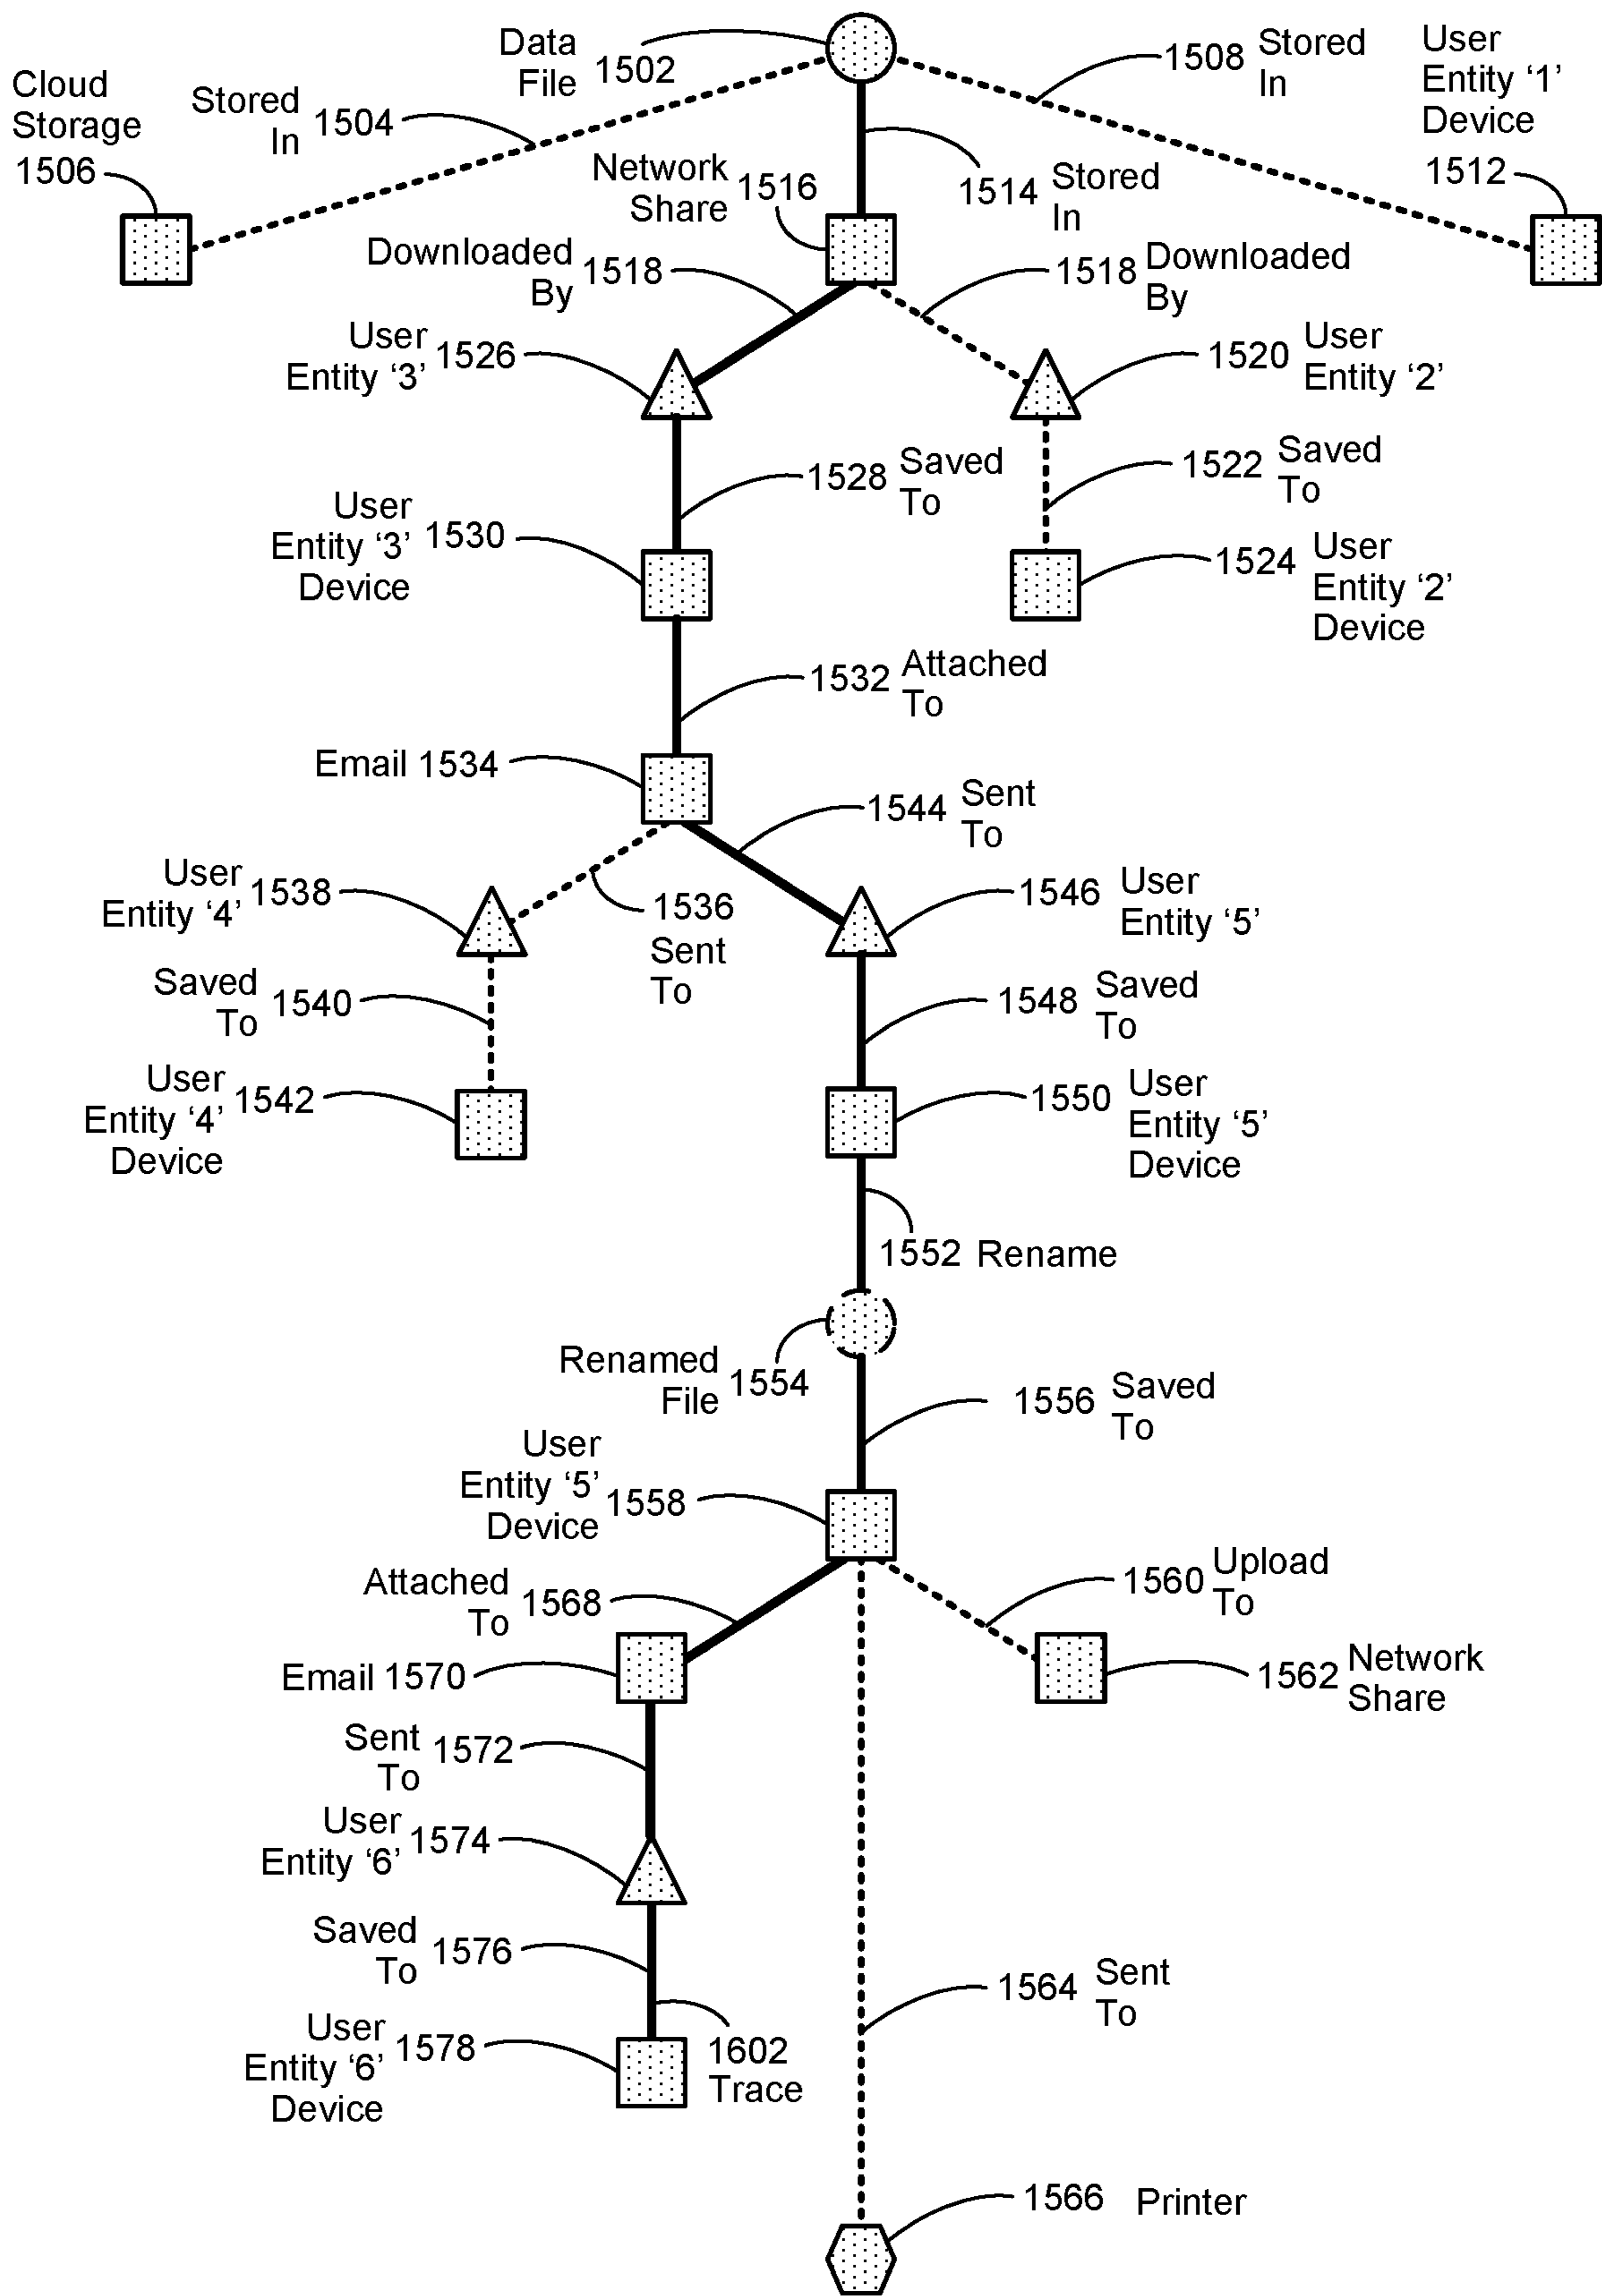 Data
File 1502
1508 Stored
In
User
Entity ‘1’
Device
1512
Cloud
Storage
1506
Stored
In 1504
Network
Share 1516
1514 Stored
In
Downloaded
By 1518
1518 Downloaded
By
User
Entity ‘3’ 1526
1520 User
Entity ‘2’
1528 Saved
To
1522 Saved
To
User
Entity ‘3’ 1530
Device
1524 User
Entity ‘2’
Device
1532 Attached
To
Email 1534
1544 Sent
To
User
Entity ‘4’ 1538
1536
Sent
To
1546 User
Entity ‘5’
Saved
To 1540
1548 Saved
To
User
Entity ‘4’ 1542
Device
1550 User
Entity ‘5’
Device
1552 Rename
Renamed
File 1554
1556 Saved
To
User
Entity ‘5’ 1558
Device
Attached
To 1568
1560 Upload
To
Email 1570
1562 Network
Share
Sent
To 1572
User
Entity ‘6’ 1574
Saved
To 1576
1564 Sent
To
User
Entity ‘6’ 1578
Device
1602
Trace
1566 Printer